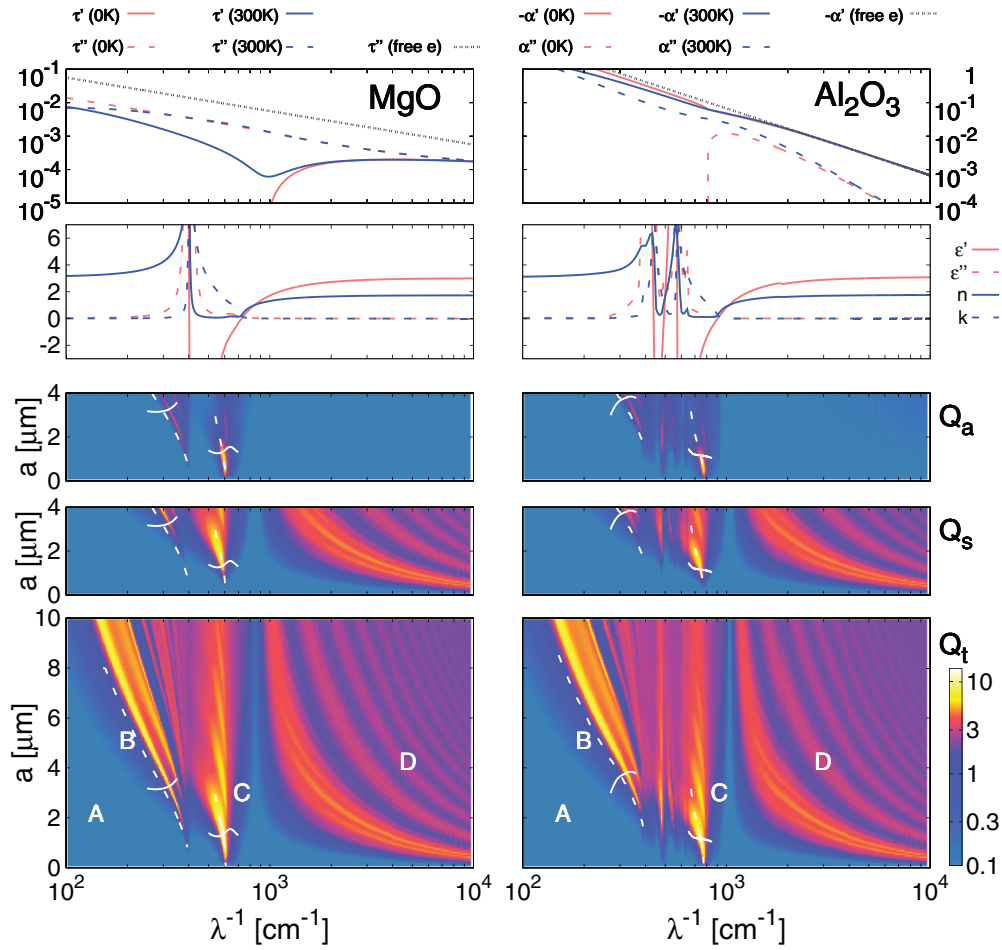 τ' (0K) τ' (300K) -α' (0K) -α' (300K) -α' (free e)
τ'' (0K) τ'' (300K) τ'' (free e) α'' (0K) α'' (300K)
MgO Al₂O₃
10⁻¹ 1
10⁻² 10⁻¹
10⁻³ 10⁻²
10⁻⁴ 10⁻³
10⁻⁵ 10⁻⁴
6
4
2
0
-2
ε'
ε''
n
k
4
2
0
a [μm]
Qₐ
4
2
0
a [μm]
Qₛ
10
8
6
4
2
0
a [μm]
A B C D
A B C D
Qₜ
10
3
1
0.3
0.1
10² 10³ 10⁴ 10² 10³ 10⁴
λ⁻¹ [cm⁻¹] λ⁻¹ [cm⁻¹]